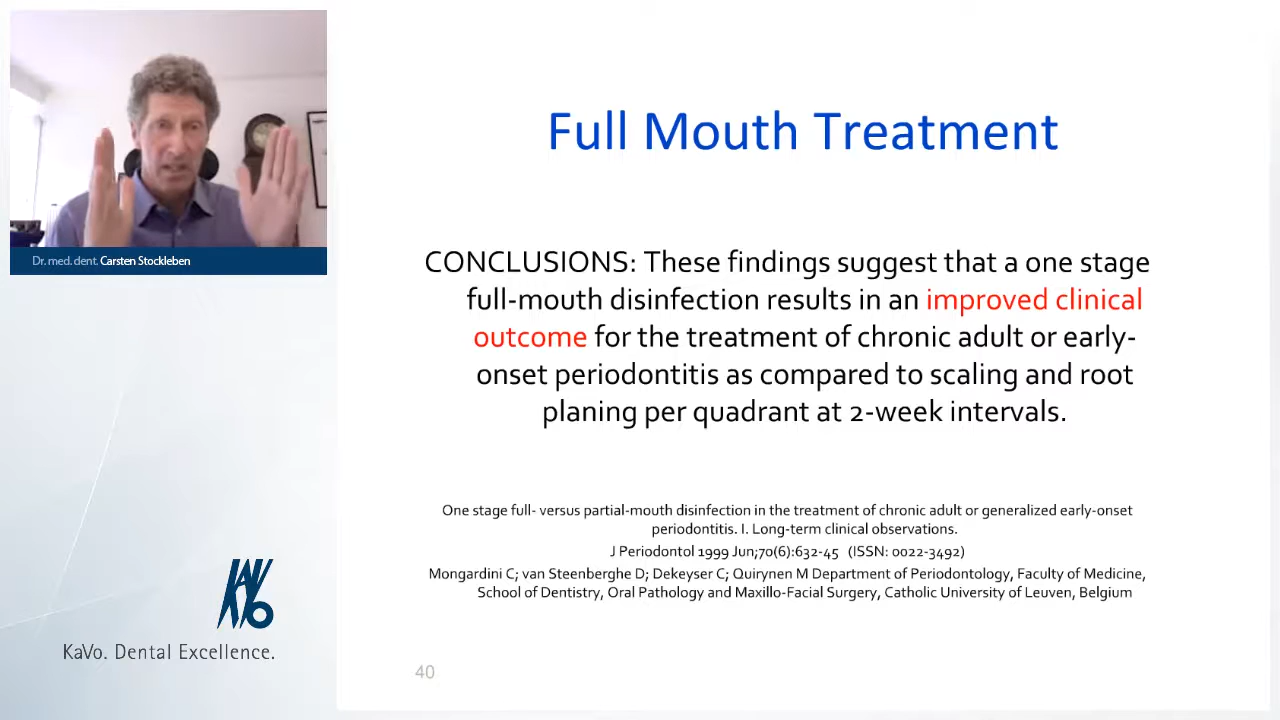 Dr. med. dent. Carsten Stockleben
Full Mouth Treatment
CONCLUSIONS: These findings suggest that a one stage
full-mouth disinfection results in an improved clinical
outcome for the treatment of chronic adult or early-
onset periodontitis as compared to scaling and root
planing per quadrant at 2-week intervals.
One stage full- versus partial-mouth disinfection in the treatment of chronic adult or generalized early-onset
periodontitis. I. Long-term clinical observations.
J Periodontol 1999 Jun;70(6):632-45 (ISSN: 0022-3492)
Mongardini C; van Steenberghe D; Dekeyser C; Quirynen M Department of Periodontology, Faculty of Medicine,
School of Dentistry, Oral Pathology and Maxillo-Facial Surgery, Catholic University of Leuven, Belgium
KAVO
KaVo. Dental Excellence.
40